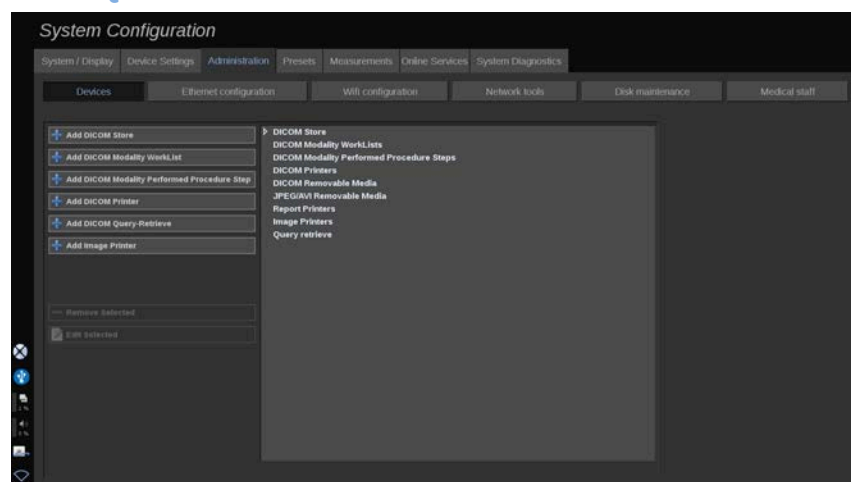 System Configuration
System / Display Device Settings Administration Presets Measurements Online Services System Diagnostics
Devices Ethernet configuration Wifi configuration Network tools Disk maintenance Medical staff
Add DICOM Store
Add DICOM Modality WorkList
Add DICOM Modality Performed Procedure Step
Add DICOM Printer
Add DICOM Query-Retrieve
Add Image Printer
Remove Selected
Edit Selected
DICOM Store
DICOM Modality WorkLists
DICOM Modality Performed Procedure Steps
DICOM Printers
DICOM Removable Media
JPEG/AVI Removable Media
Report Printers
Image Printers
Query retrieve